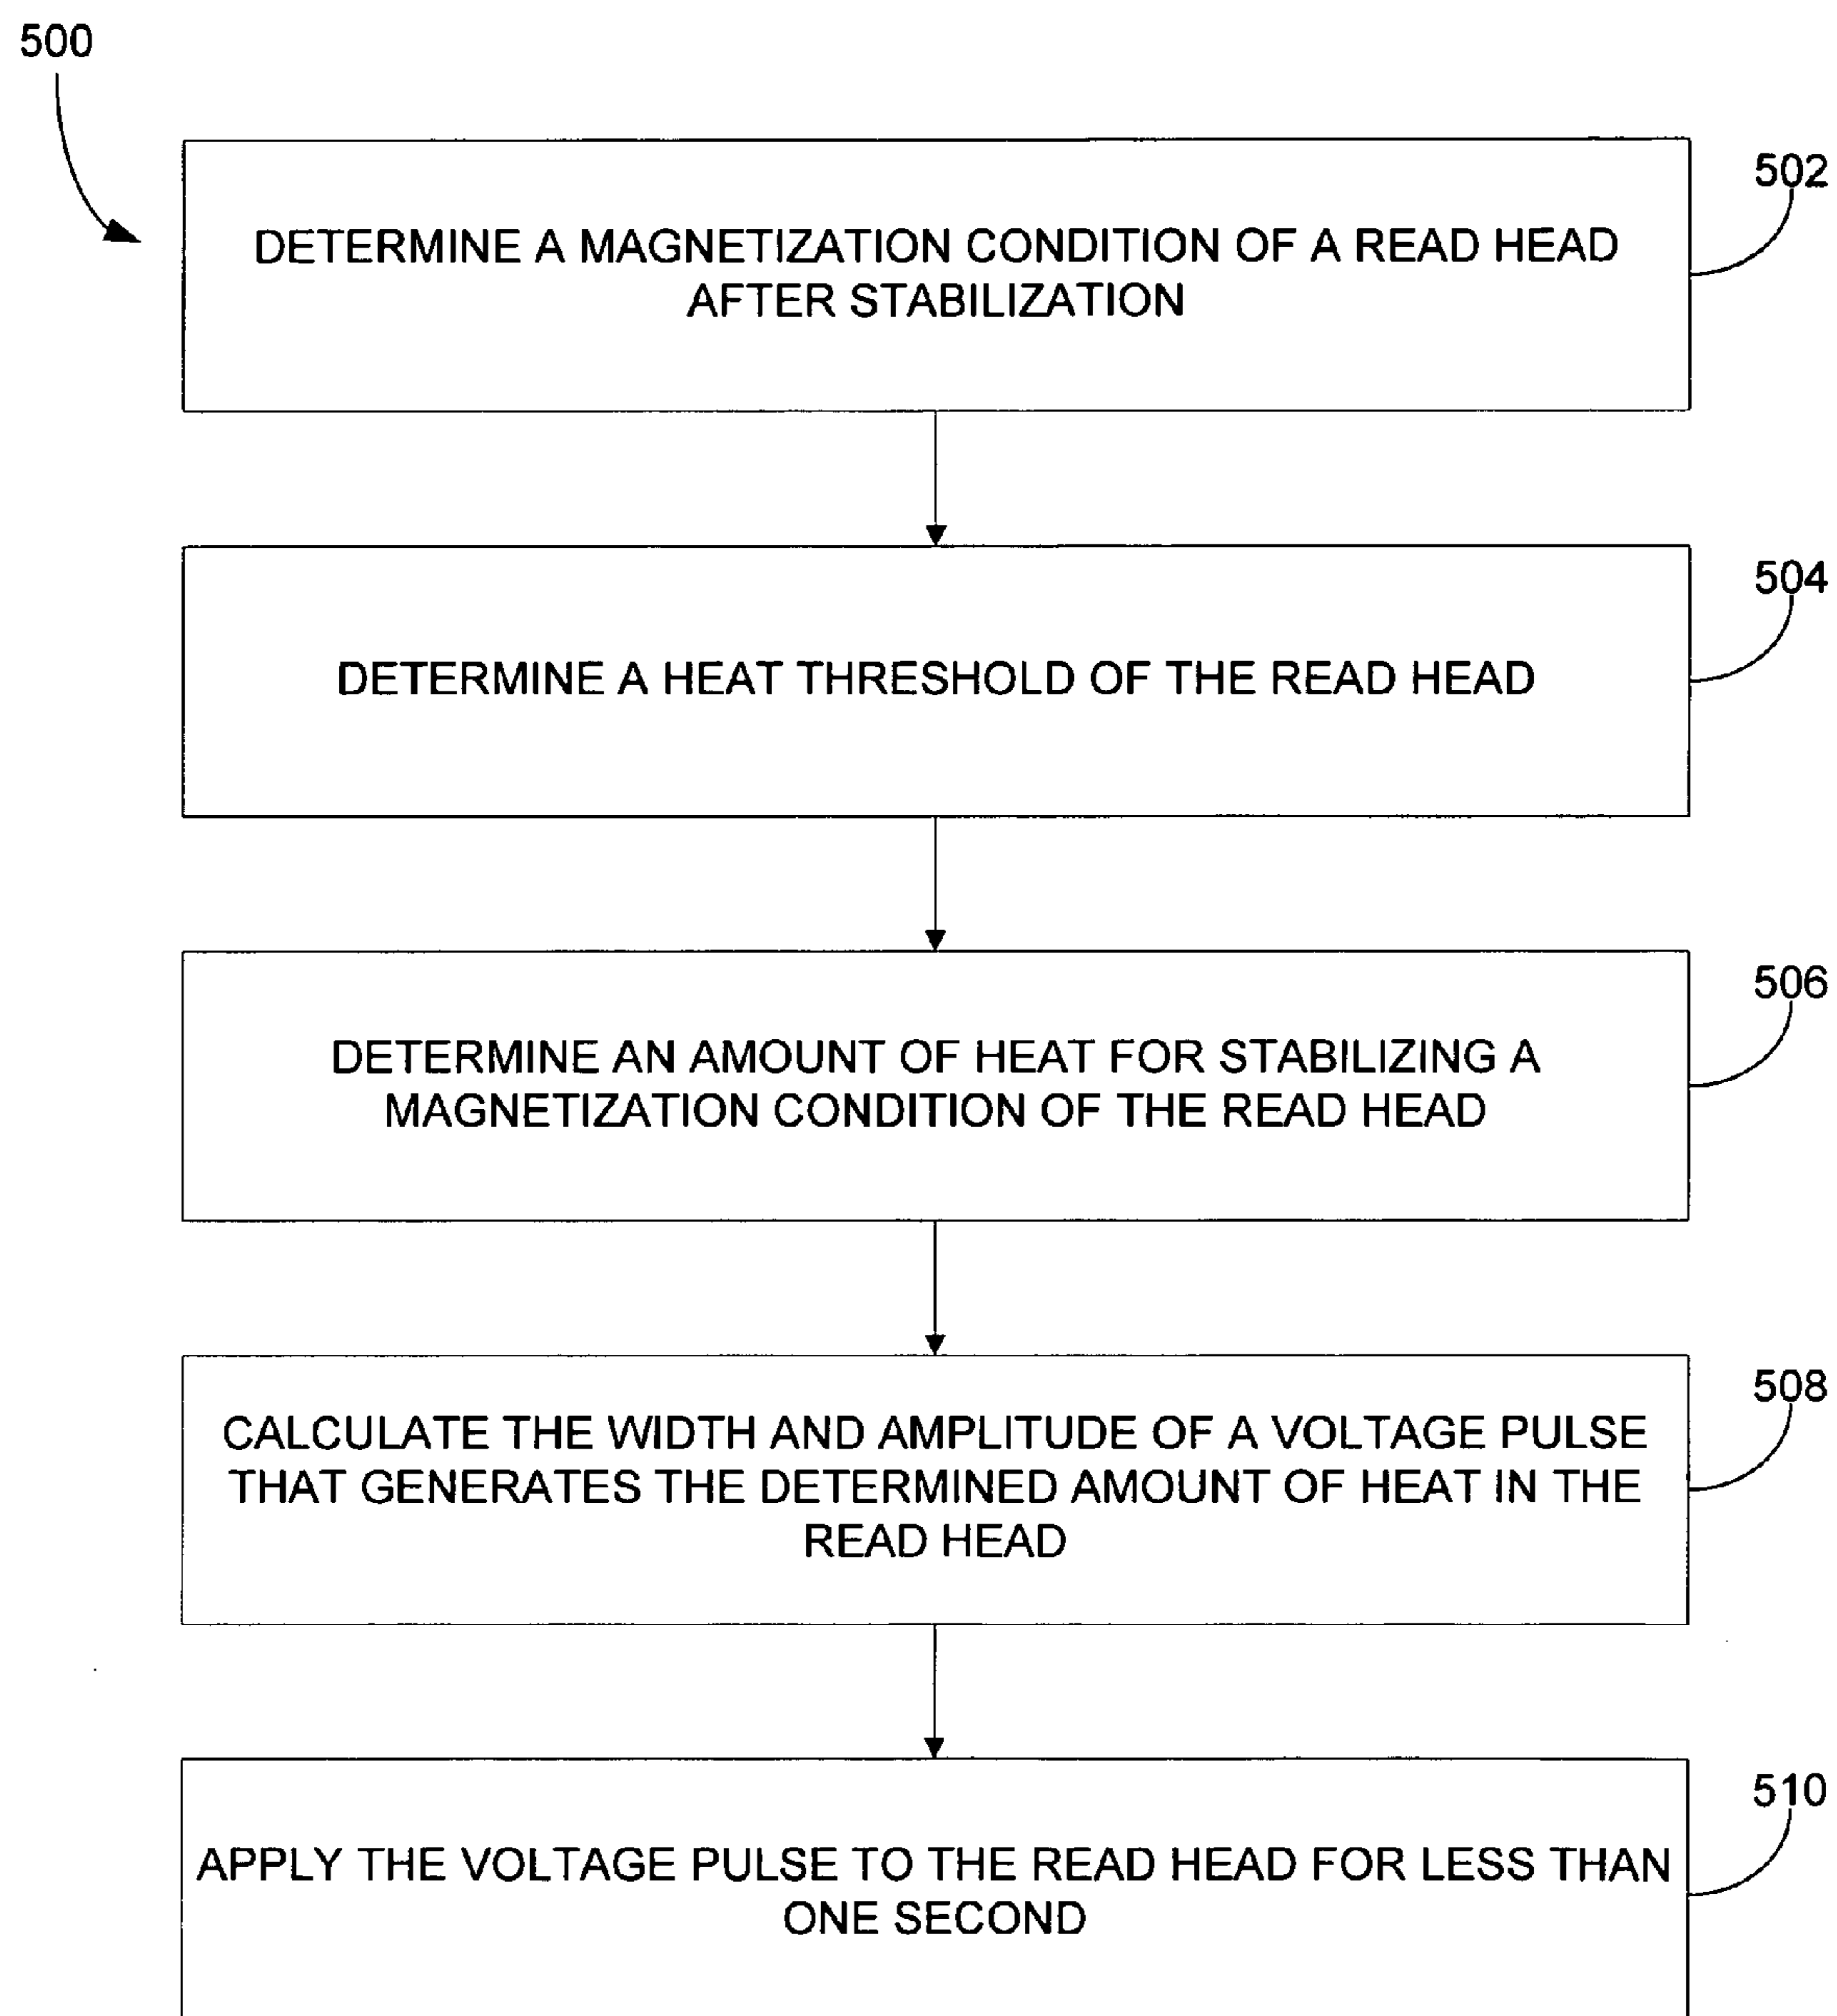 500
502
DETERMINE A MAGNETIZATION CONDITION OF A READ HEAD
AFTER STABILIZATION
504
DETERMINE A HEAT THRESHOLD OF THE READ HEAD
506
DETERMINE AN AMOUNT OF HEAT FOR STABILIZING A
MAGNETIZATION CONDITION OF THE READ HEAD
508
CALCULATE THE WIDTH AND AMPLITUDE OF A VOLTAGE PULSE
THAT GENERATES THE DETERMINED AMOUNT OF HEAT IN THE
READ HEAD
510
APPLY THE VOLTAGE PULSE TO THE READ HEAD FOR LESS THAN
ONE SECOND